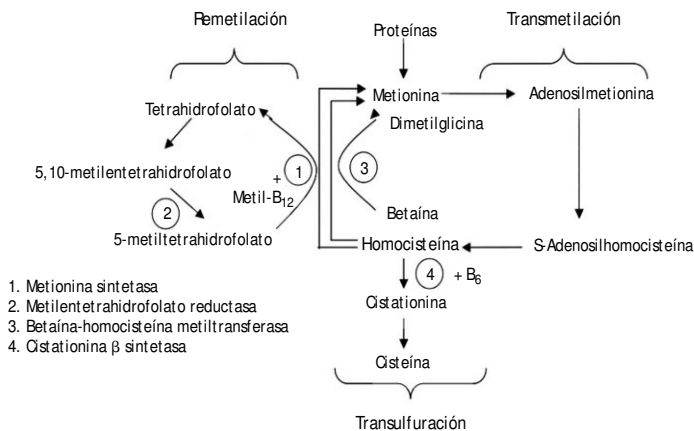 Remetilación
Transmetilación
Proteínas
Metionina
Adenosilmetionina
Tetrahidrofolato
Dimetilglicina
5,10-metilentetrahidrofolato
1
+
Metil-B12
3
2
Betaína
5-metiltetrahidrofolato
Homocisteína
S-Adenosilhomocisteína
4 + B6
1. Metionina sintetasa
2. Metilentetrahidrofolato reductasa
3. Betaína-homocisteína metiltransferasa
4. Cistationina β sintetasa
Cistationina
Cisteína
Transulfuración